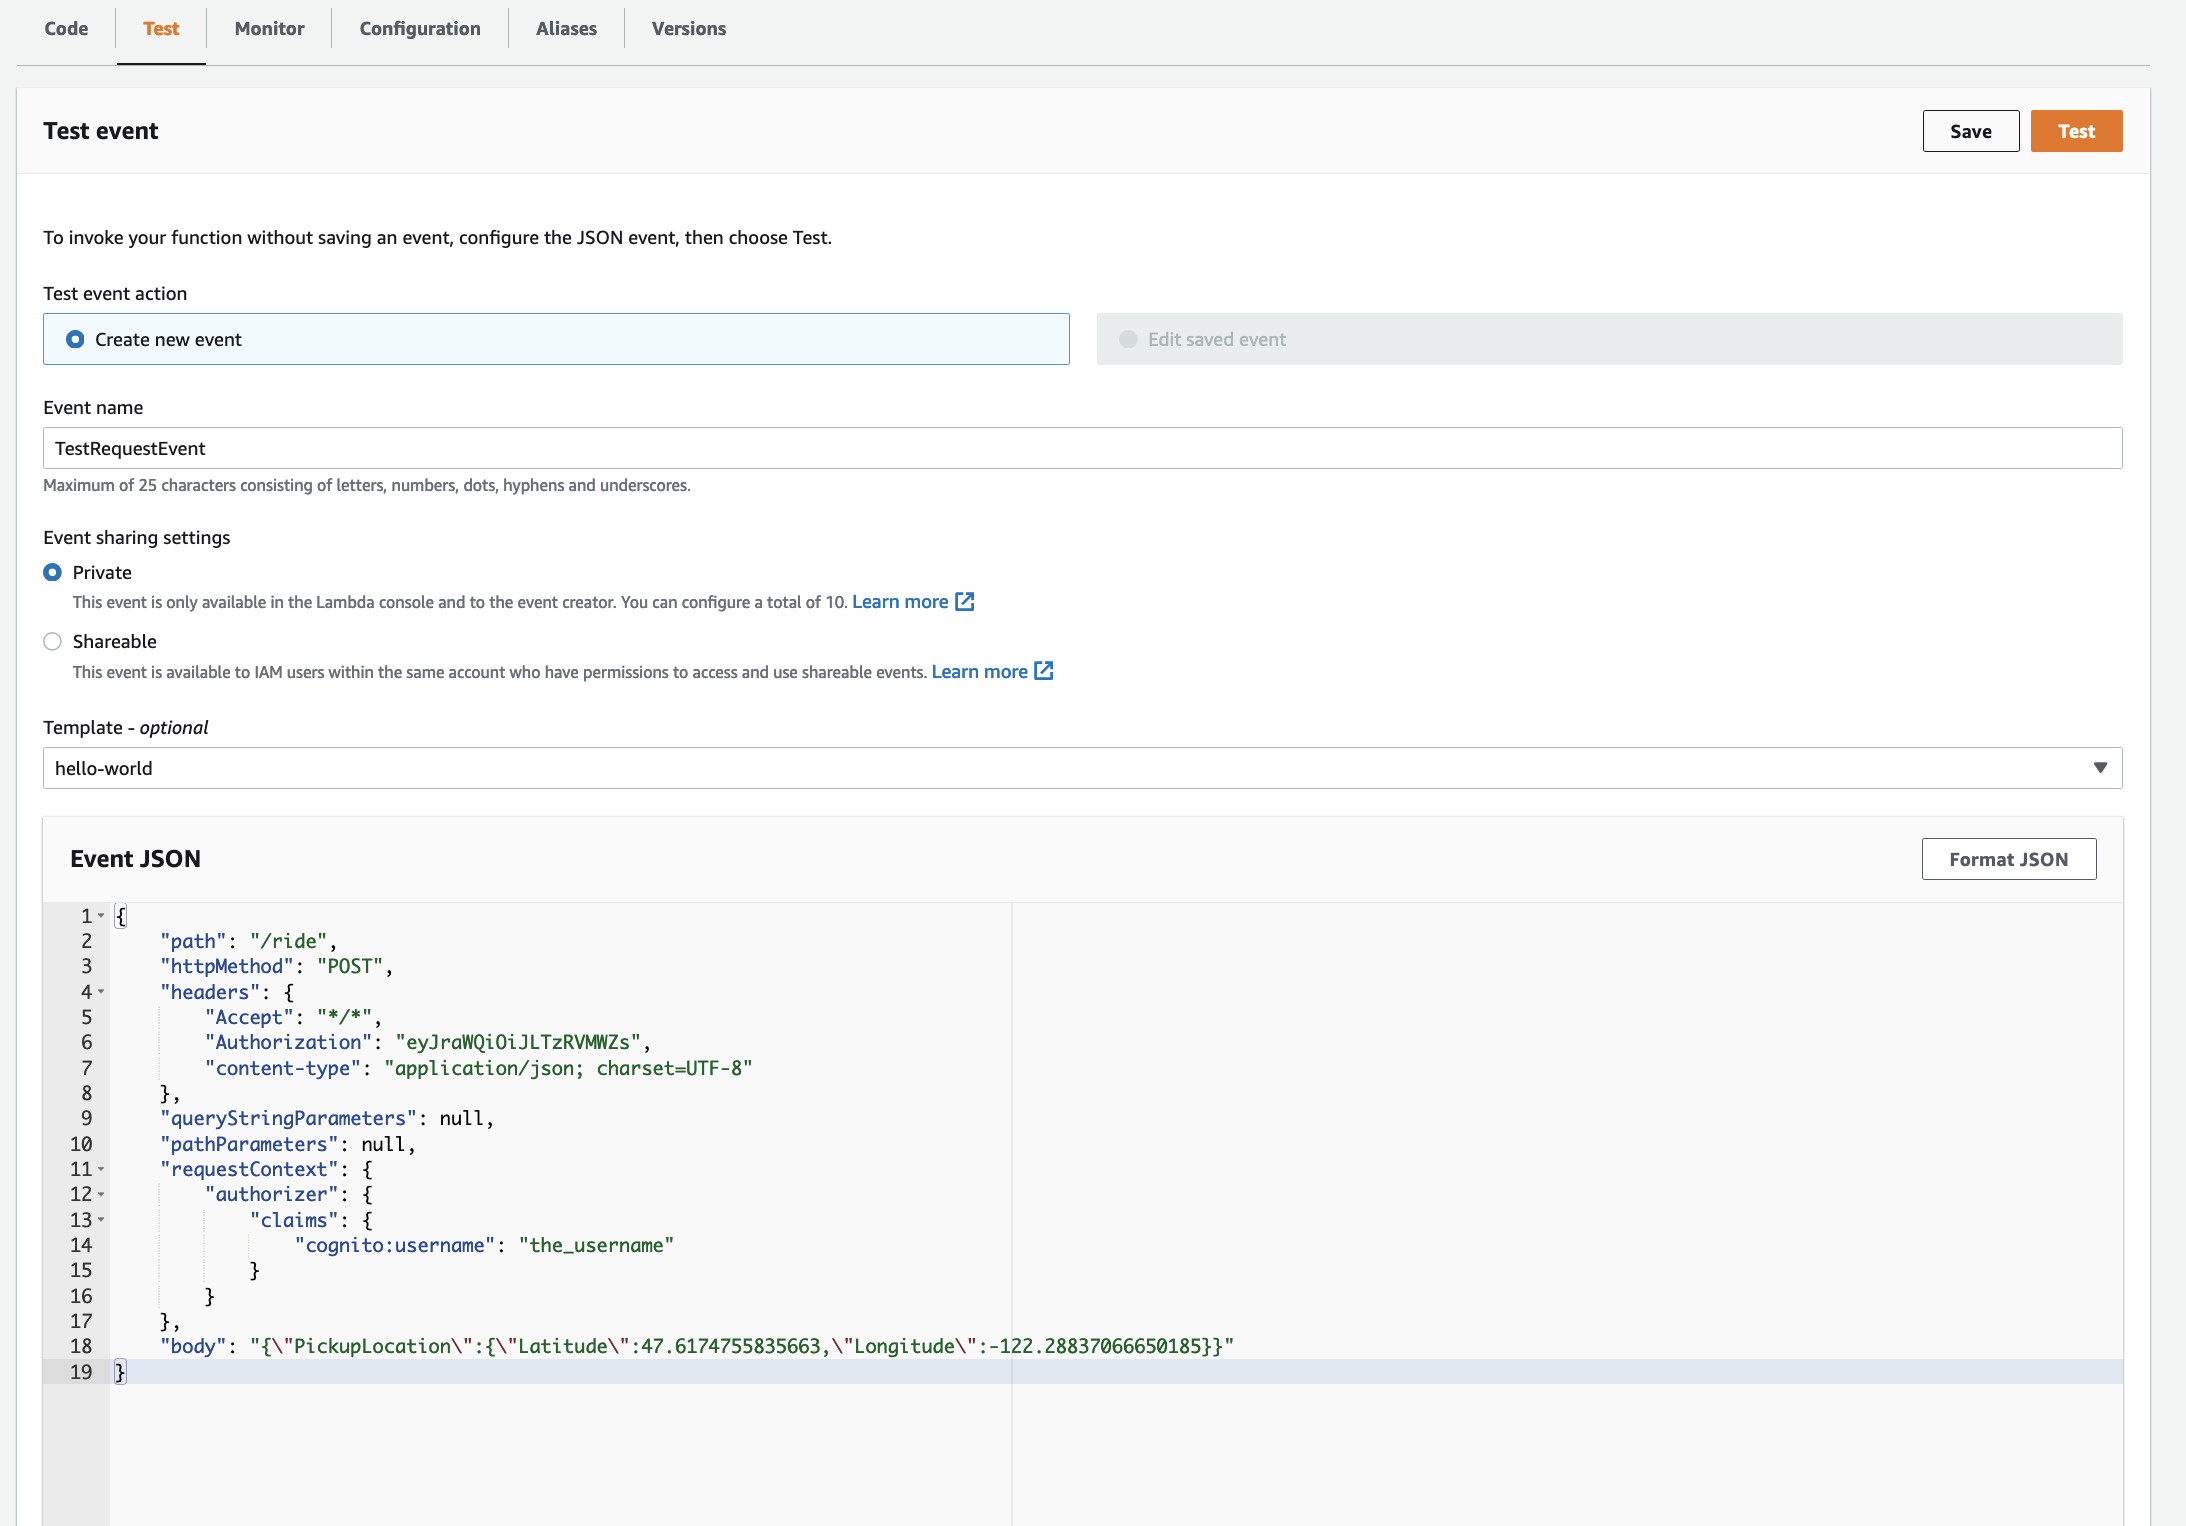 Code Test Monitor Configuration Aliases Versions
Test event Save Test
To invoke your function without saving an event, configure the JSON event, then choose Test.
Test event action
Create new event Edit saved event
Event name
TestRequestEvent
Maximum of 25 characters consisting of letters, numbers, dots, hyphens and underscores.
Event sharing settings
Private
This event is only available in the Lambda console and to the event creator. You can configure a total of 10. Learn more
Shareable
This event is available to IAM users within the same account who have permissions to access and use shareable events. Learn more
Template - optional
hello-world
Event JSON Format JSON
1 {
2 "path": "/ride",
3 "httpMethod": "POST",
4 "headers": {
5 "Accept": "*/*",
6 "Authorization": "eyJraWQiOiJLTzRVMWZs",
7 "content-type": "application/json; charset=UTF-8"
8 },
9 "queryStringParameters": null,
10 "pathParameters": null,
11 "requestContext": {
12 "authorizer": {
13 "claims": {
14 "cognito:username": "the_username"
15 }
16 }
17 },
18 "body": "{\"PickupLocation\":{\"Latitude\":47.6174755835663,\"Longitude\":-122.28837066650185}}"
19 }